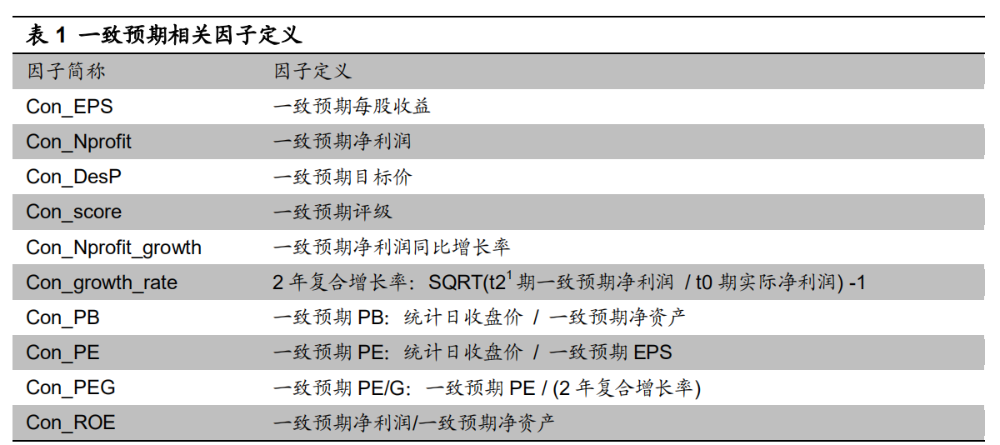 表 1 一致预期相关因子定义
因子简称 因子定义
Con_EPS 一致预期每股收益
Con_Nprofit 一致预期净利润
Con_DesP 一致预期目标价
Con_score 一致预期评级
Con_Nprofit_growth 一致预期净利润同比增长率
Con_growth_rate 2 年复合增长率：SQRT(t2¹ 期一致预期净利润 / t0 期实际净利润) -1
Con_PB 一致预期 PB：统计日收盘价 / 一致预期净资产
Con_PE 一致预期 PE：统计日收盘价 / 一致预期 EPS
Con_PEG 一致预期 PE/G：一致预期 PE / (2 年复合增长率)
Con_ROE 一致预期净利润/一致预期净资产